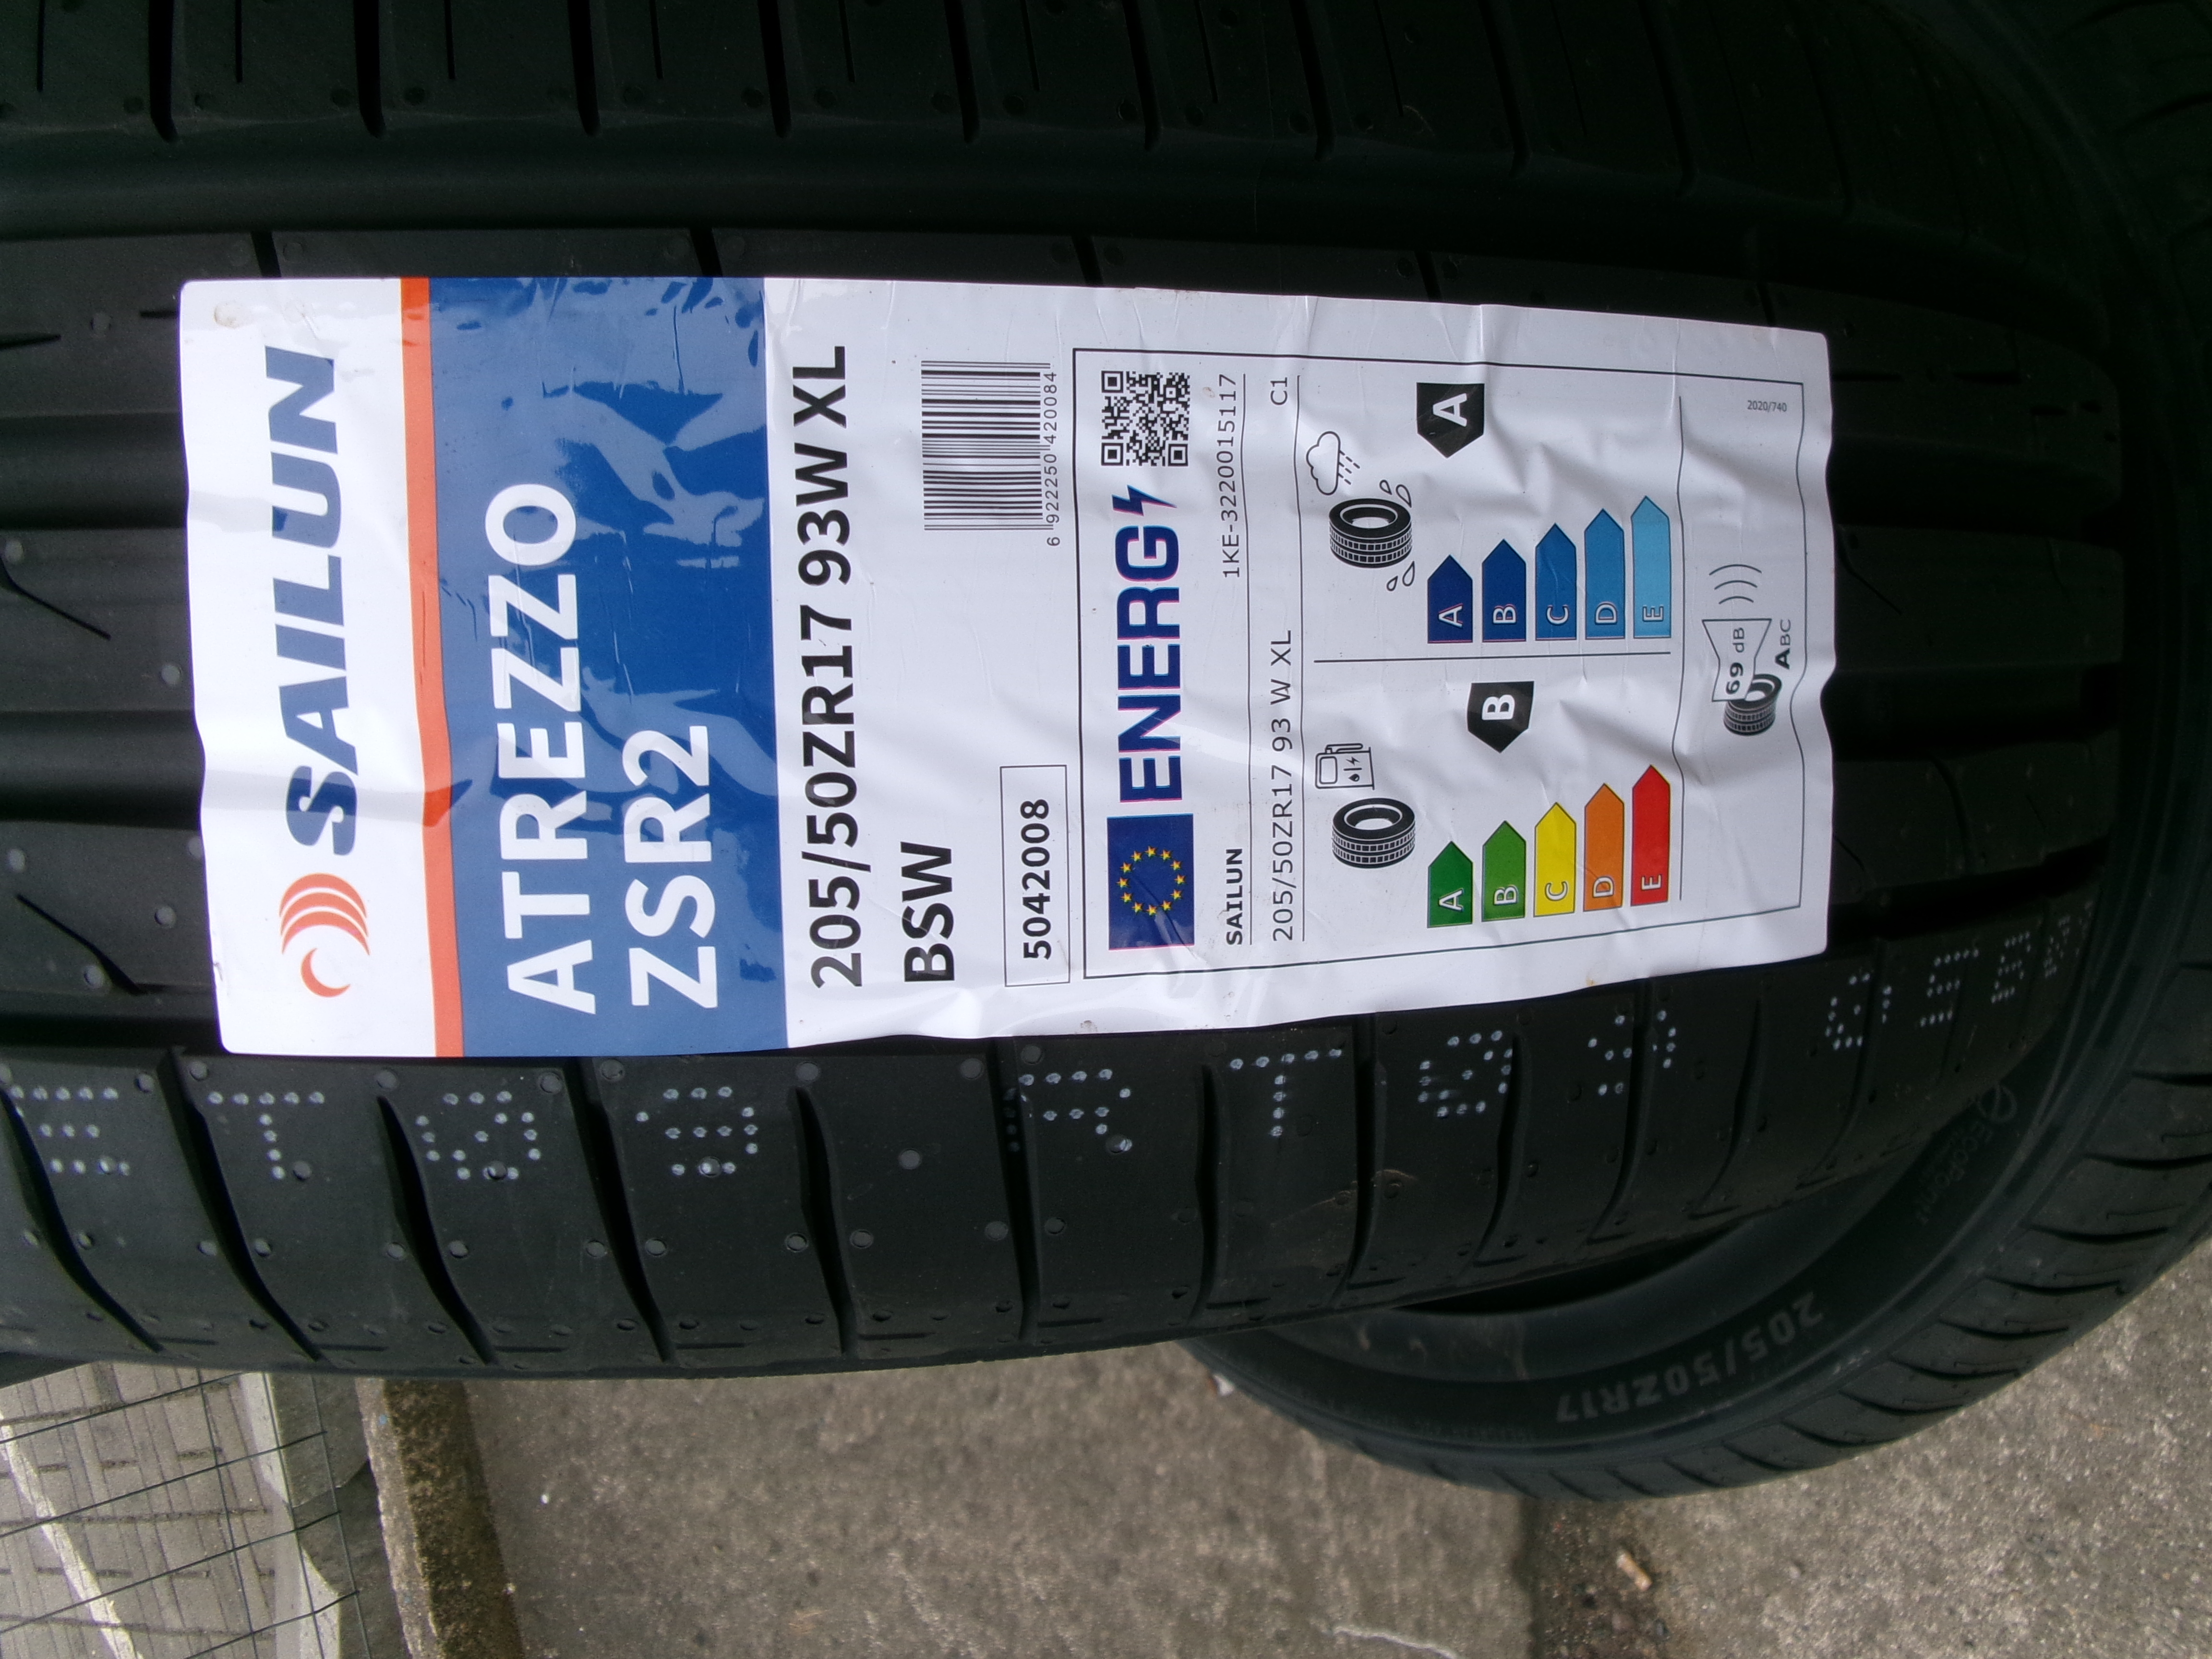 SAILUN
ATREZZO
ZSR2
205/50ZR17 93W XL
BSW
5042008
6 922250 420084
ENERG
SAILUN
1KE-3220015117
205/50ZR17 93 W XL
C1
A
B
C
D
E
B
A
B
C
D
E
A
69 dB
ABC
2020/740
205/50ZR17